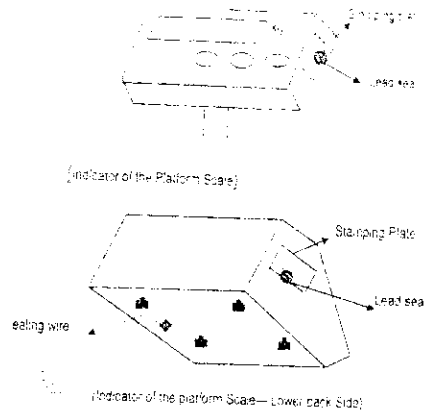 Lead sea
[Indicator of the Platform Scale]
Stamping Plate
Lead sea
ealing wire
(Indicator of the platform Scale— Lower back Side)